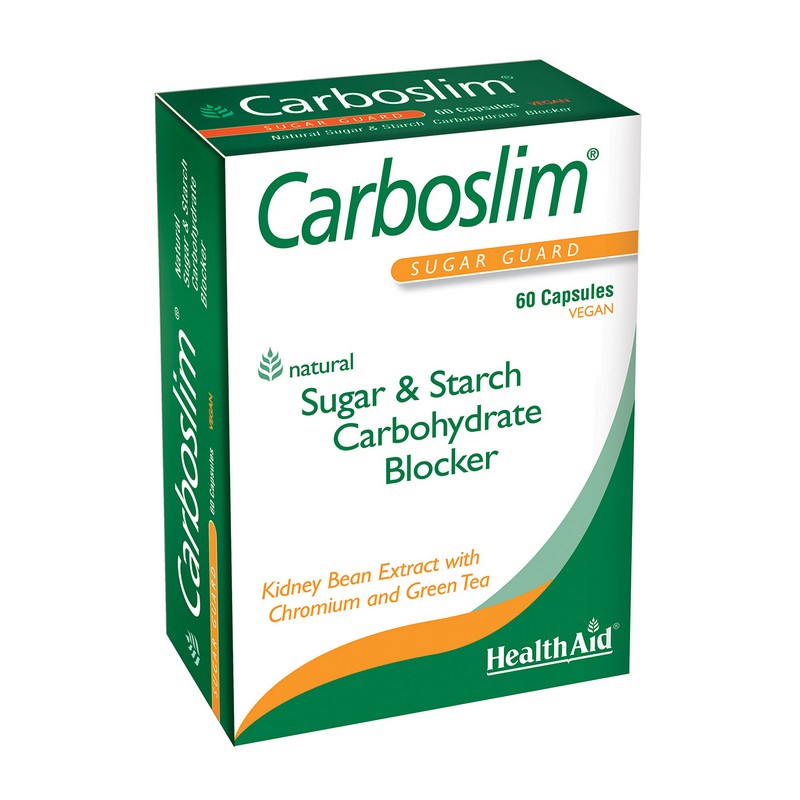 Carboslim®
SUGAR GUARD
60 Capsules VEGAN
Natural Sugar & Starch Carbohydrate Blocker
Carboslim®
SUGAR GUARD
60 Capsules
VEGAN
natural
Sugar & Starch
Carbohydrate
Blocker
Kidney Bean Extract with
Chromium and Green Tea
HealthAid®
Natural
Sugar & Starch
Carbohydrate
Blocker
Carboslim®
60 Capsules VEGAN
SUGAR GUARD